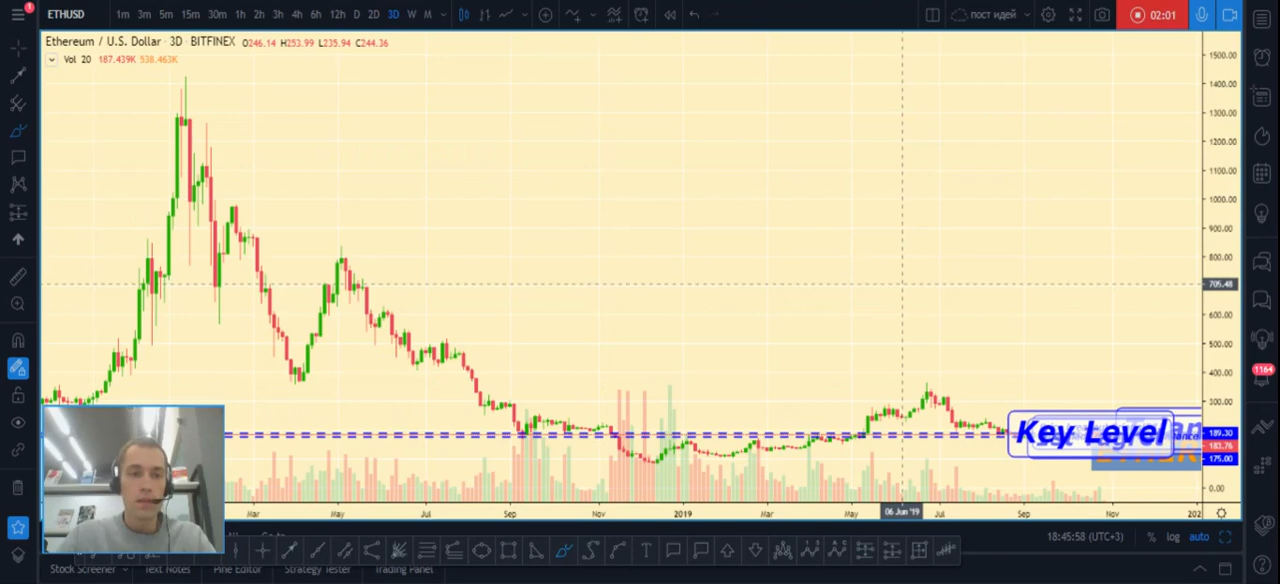 ETHUSD 1m 3m 5m 15m 30m 1h 2h 3h 4h 6h 12h D 2D 3D W M пост идей 02:01
Ethereum / U.S. Dollar · 3D · BITFINEX O246.14 H253.99 L235.94 C244.36
Vol 20 187.439K 538.463K
1500.00
1400.00
1300.00
1200.00
1100.00
1000.00
900.00
800.00
705.48
600.00
500.00
400.00
1164
300.00
Key Level
189.30
183.76
175.00
0.00
Mar May Jul Sep Nov 2019 Mar May 06 Jun '19 Jul Sep Nov 202
18:45:58 (UTC+3) % log auto
Stock Screener Text Notes Pine Editor Strategy Tester Trading Panel